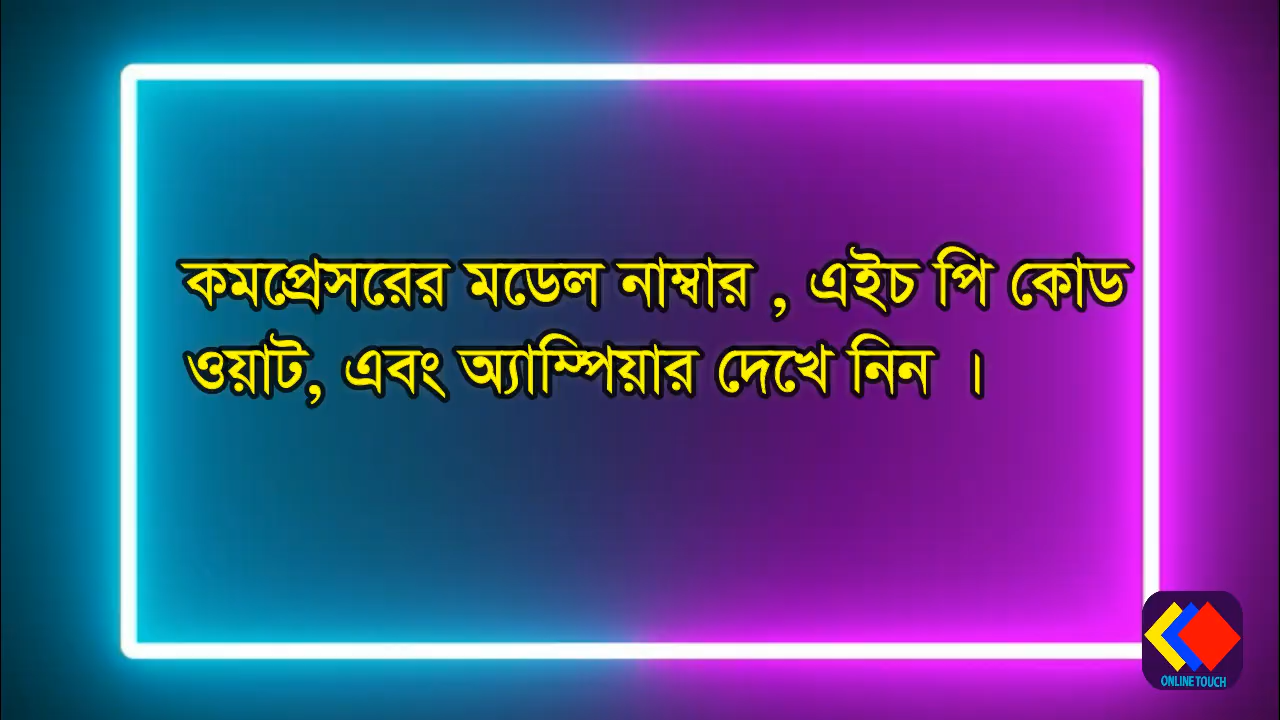 কমপ্রেসরের মডেল নাম্বার , এইচ পি কোড
ওয়াট, এবং অ্যাম্পিয়ার দেখে নিন ।
ONLINE TOUCH